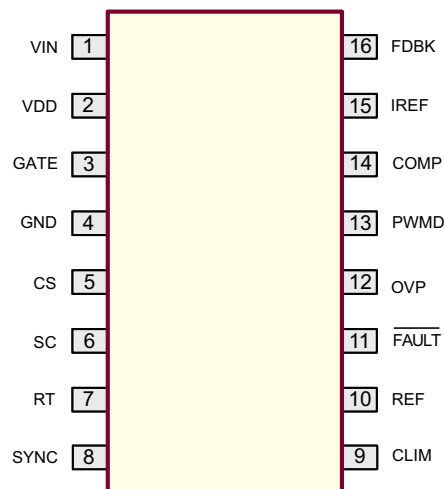 VIN 1 16 FDBK
VDD 2 15 IREF
GATE 3 14 COMP
GND 4 13 PWMD
CS 5 12 OVP
SC 6 11 FAULT
RT 7 10 REF
SYNC 8 9 CLIM